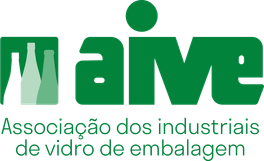 aive
Associação dos industriais
de vidro de embalagem